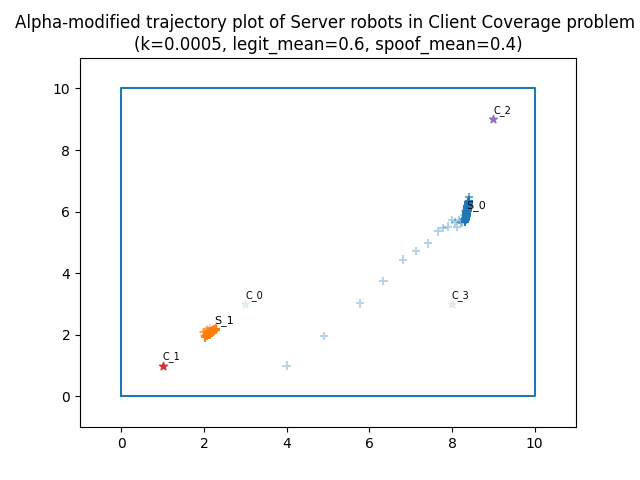 Alpha-modified trajectory plot of Server robots in Client Coverage problem
(k=0.0005, legit_mean=0.6, spoof_mean=0.4)
10
8
6
4
2
0
C_2
S_0
C_0
C_3
S_1
C_1
0
2
4
6
8
10